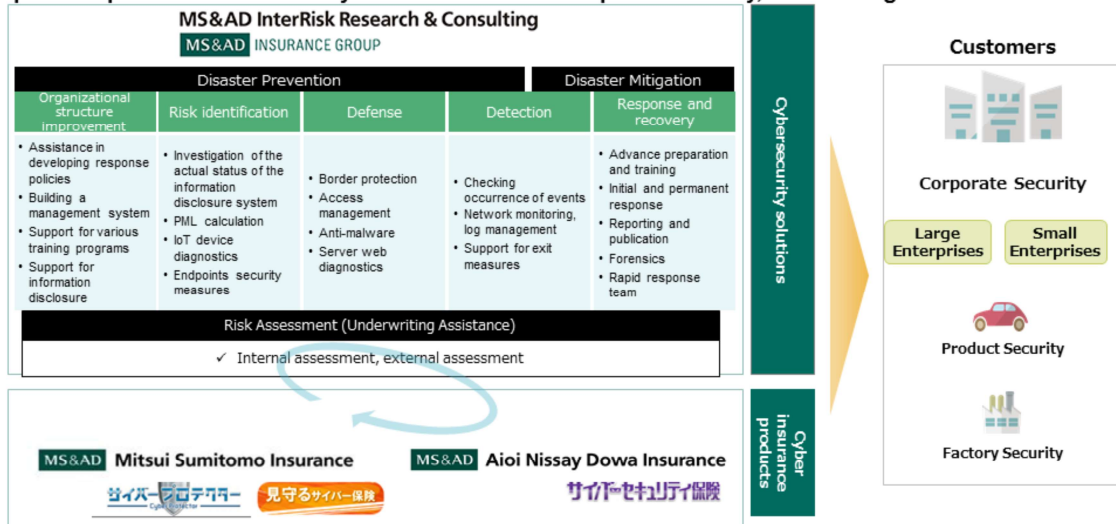 MS&AD InterRisk Research & Consulting
MS&AD INSURANCE GROUP
Disaster Prevention
Disaster Mitigation
Organizational
structure
improvement
Risk identification
Defense
Detection
Response and
recovery
• Assistance in
developing response
policies
• Building a
management system
• Support for various
training programs
• Support for
information
disclosure
• Investigation of the
actual status of the
information
disclosure system
• PML calculation
• IoT device
diagnostics
• Endpoints security
measures
• Border protection
• Access
management
• Anti-malware
• Server web
diagnostics
• Checking
occurrence of events
• Network monitoring,
log management
• Support for exit
measures
• Advance preparation
and training
• Initial and permanent
response
• Reporting and
publication
• Forensics
• Rapid response
team
Risk Assessment (Underwriting Assistance)
✓ Internal assessment, external assessment
Cybersecurity solutions
MS&AD Mitsui Sumitomo Insurance
サイバープロテクター
Cyber Protector
見守るサイバー保険
MS&AD Aioi Nissay Dowa Insurance
サイバーセキュリティ保険
Cyber
insurance
products
Customers
Corporate Security
Large
Enterprises
Small
Enterprises
Product Security
Factory Security